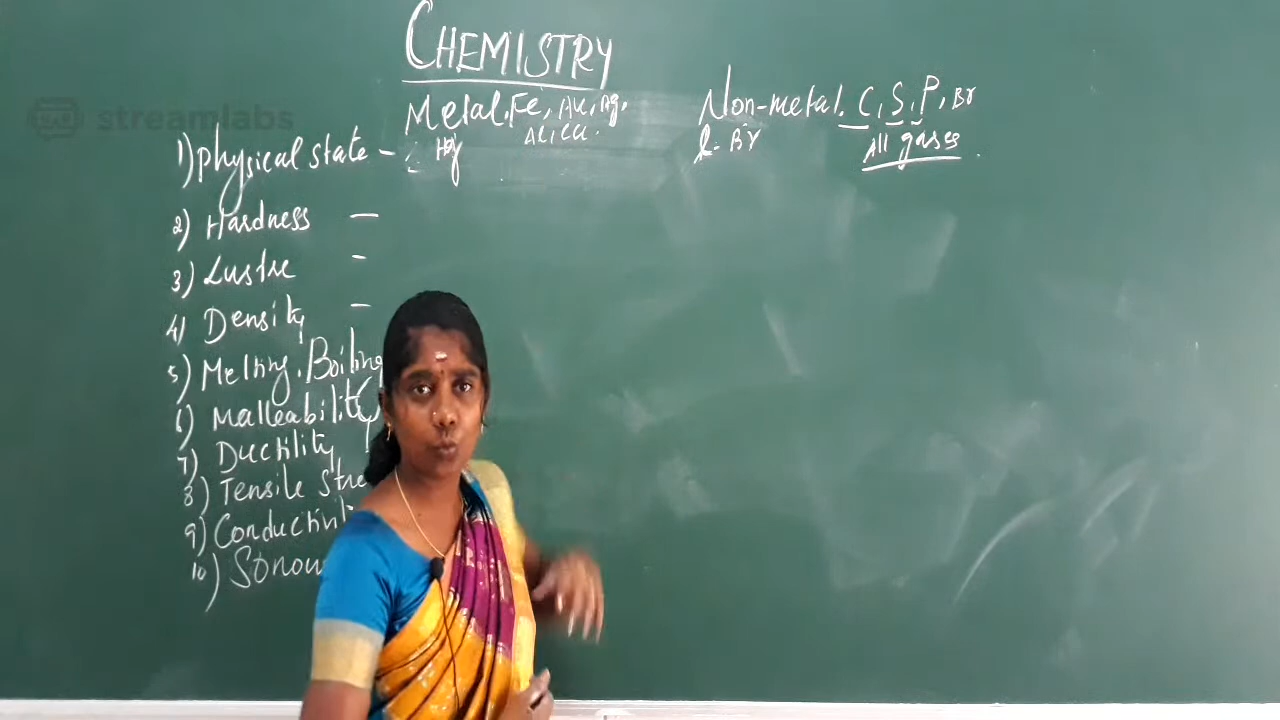 streamlabs
CHEMISTRY
Metal. Fe, Au, Ag,
Al, Cu.
Non-metal. C, S, P, Br
All gases.
1) physical state - Hg
l. Br
2) Hardness —
3) Lustre -
4) Density -
5) Melting. Boiling
6) Malleability
7) Ductility
8) Tensile Stre
9) Conductivit
10) Sonou